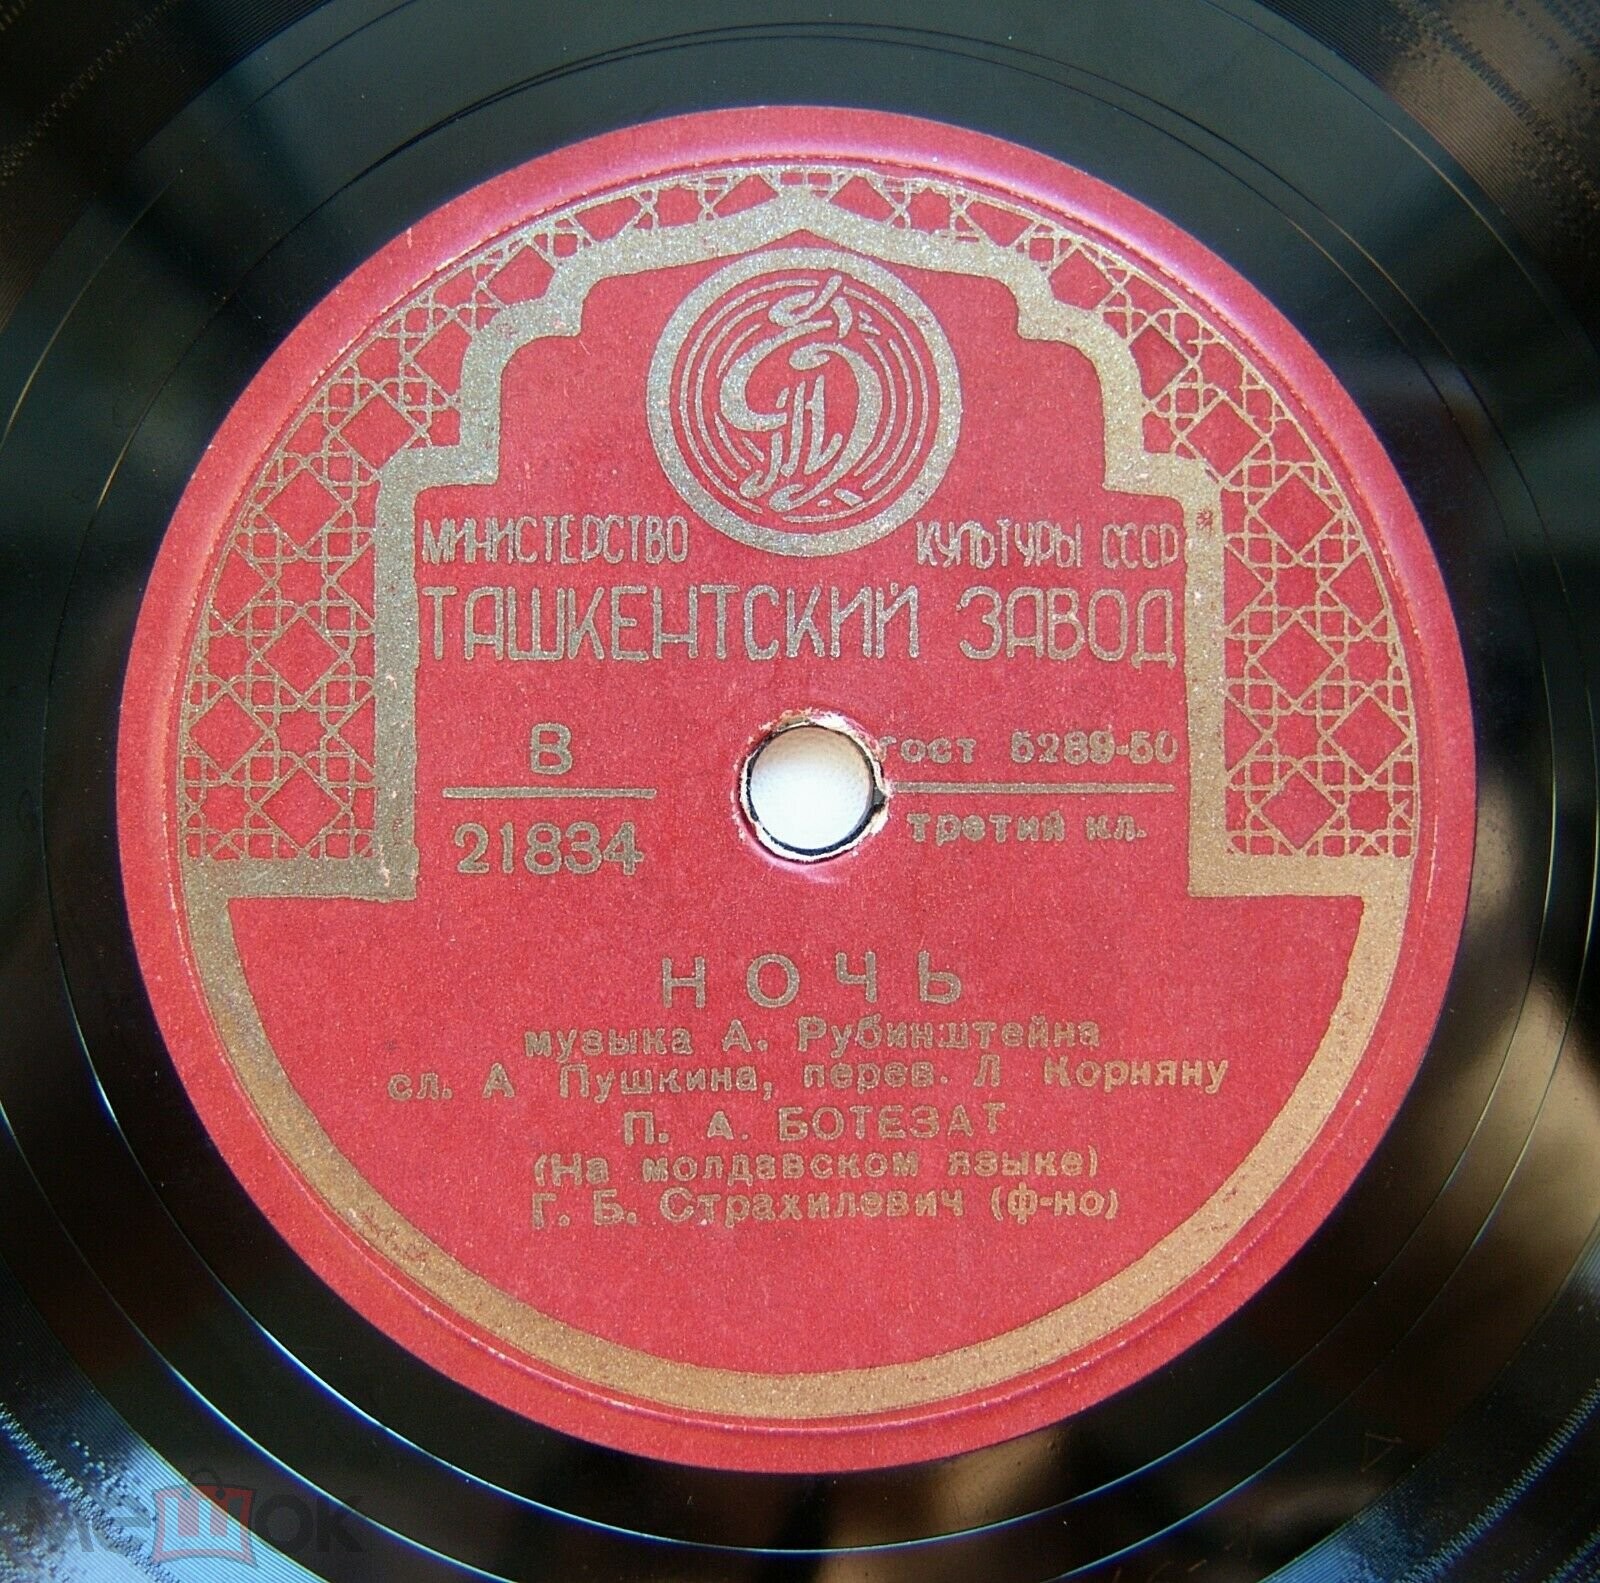 МИНИСТЕРСТВО КУЛЬТУРЫ СССР
ТАШКЕНТСКИЙ ЗАВОД
В
21834
гост 5289-50
третий кл.
НОЧЬ
музыка А. Рубинштейна
сл. А Пушкина, перев. Л Корняну
П. А. БОТЕЗАТ
(На молдавском языке)
Г. Б. Страхилевич (ф-но)
мешок